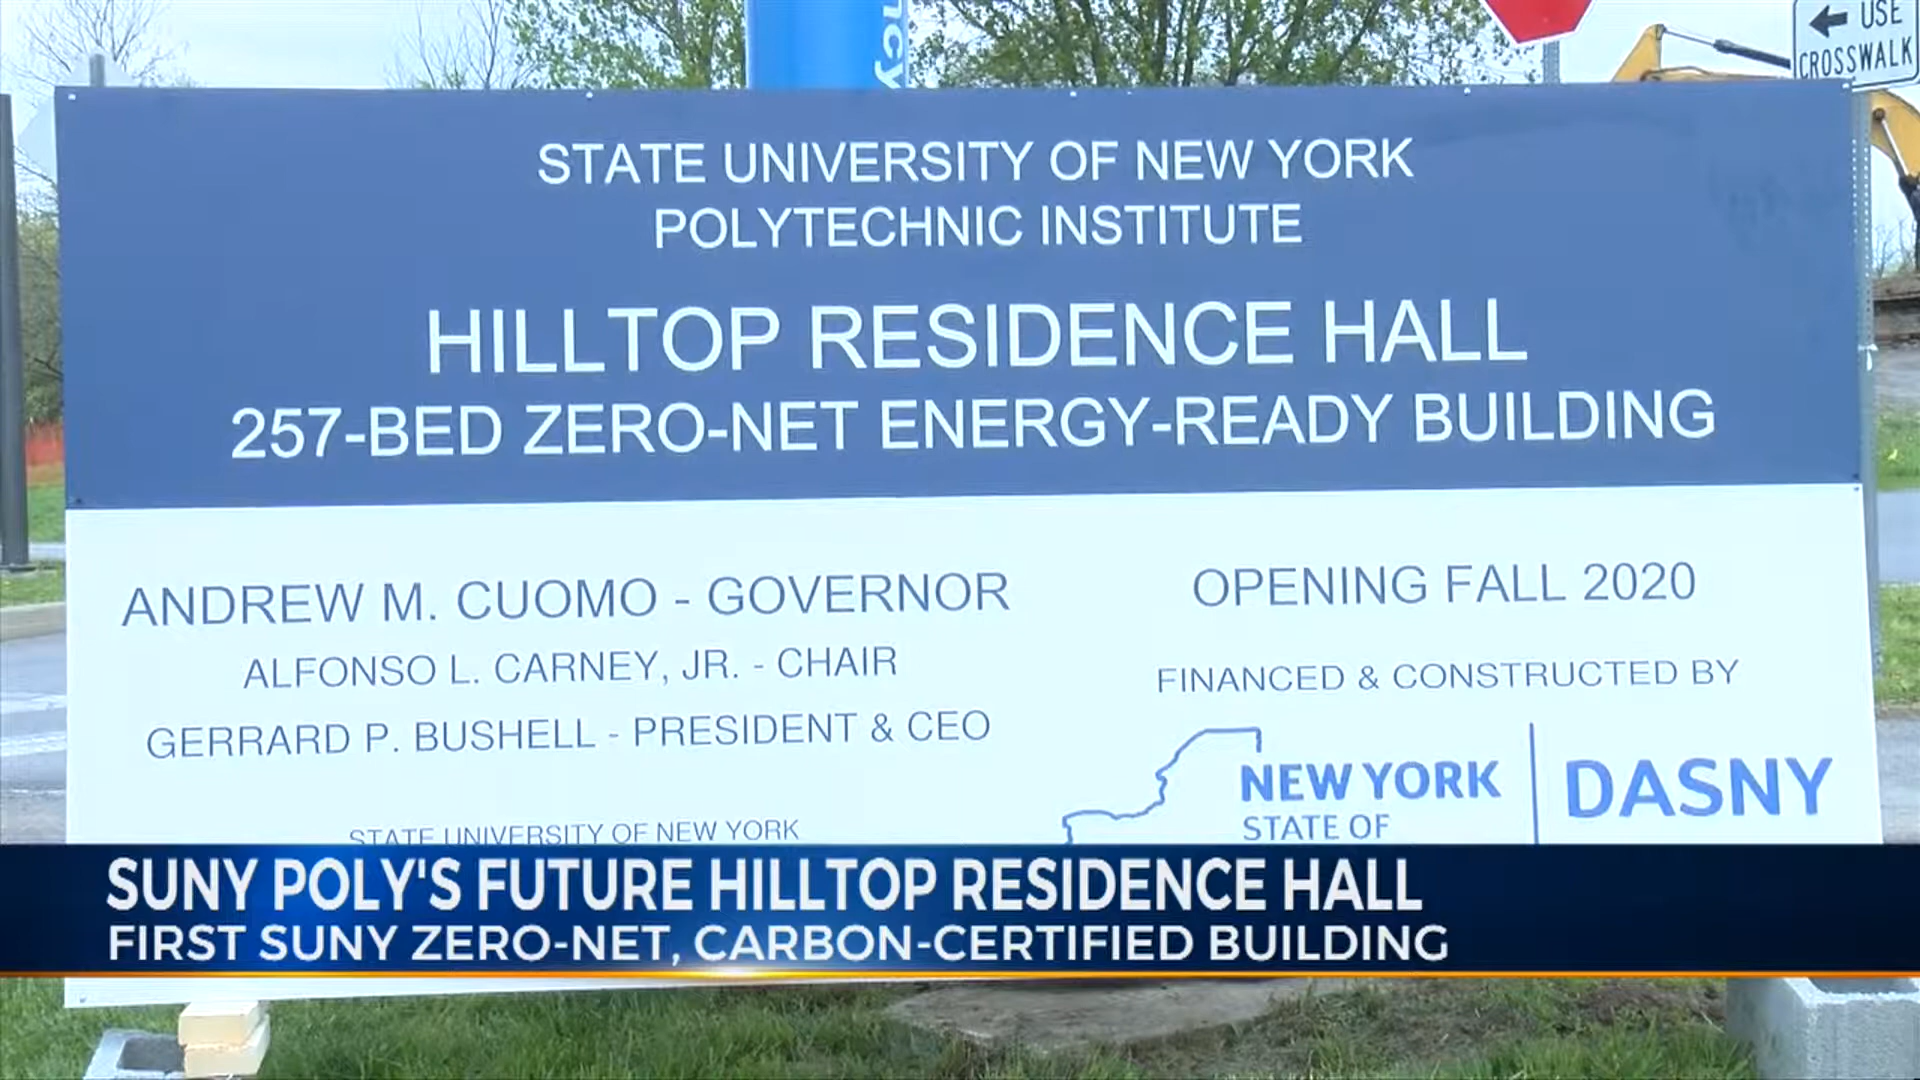 ncy
USE
CROSSWALK
STATE UNIVERSITY OF NEW YORK
POLYTECHNIC INSTITUTE
HILLTOP RESIDENCE HALL
257-BED ZERO-NET ENERGY-READY BUILDING
ANDREW M. CUOMO - GOVERNOR
ALFONSO L. CARNEY, JR. - CHAIR
GERRARD P. BUSHELL - PRESIDENT & CEO
STATE UNIVERSITY OF NEW YORK
OPENING FALL 2020
FINANCED & CONSTRUCTED BY
NEW YORK
STATE OF
DASNY
SUNY POLY'S FUTURE HILLTOP RESIDENCE HALL
FIRST SUNY ZERO-NET, CARBON-CERTIFIED BUILDING